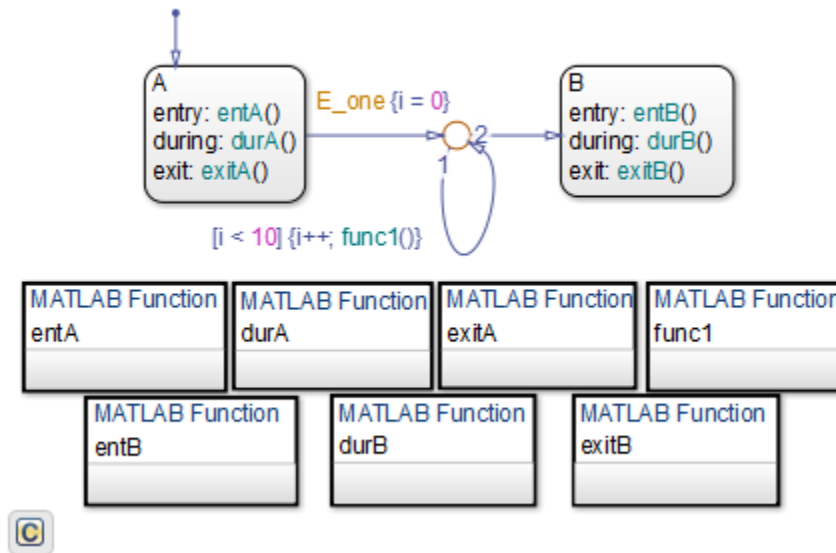 A
entry: entA()
during: durA()
exit: exitA()
E_one {i = 0}
2
1
[i < 10] {i++; func1()}
B
entry: entB()
during: durB()
exit: exitB()
MATLAB Function
entA
MATLAB Function
durA
MATLAB Function
exitA
MATLAB Function
func1
MATLAB Function
entB
MATLAB Function
durB
MATLAB Function
exitB
C